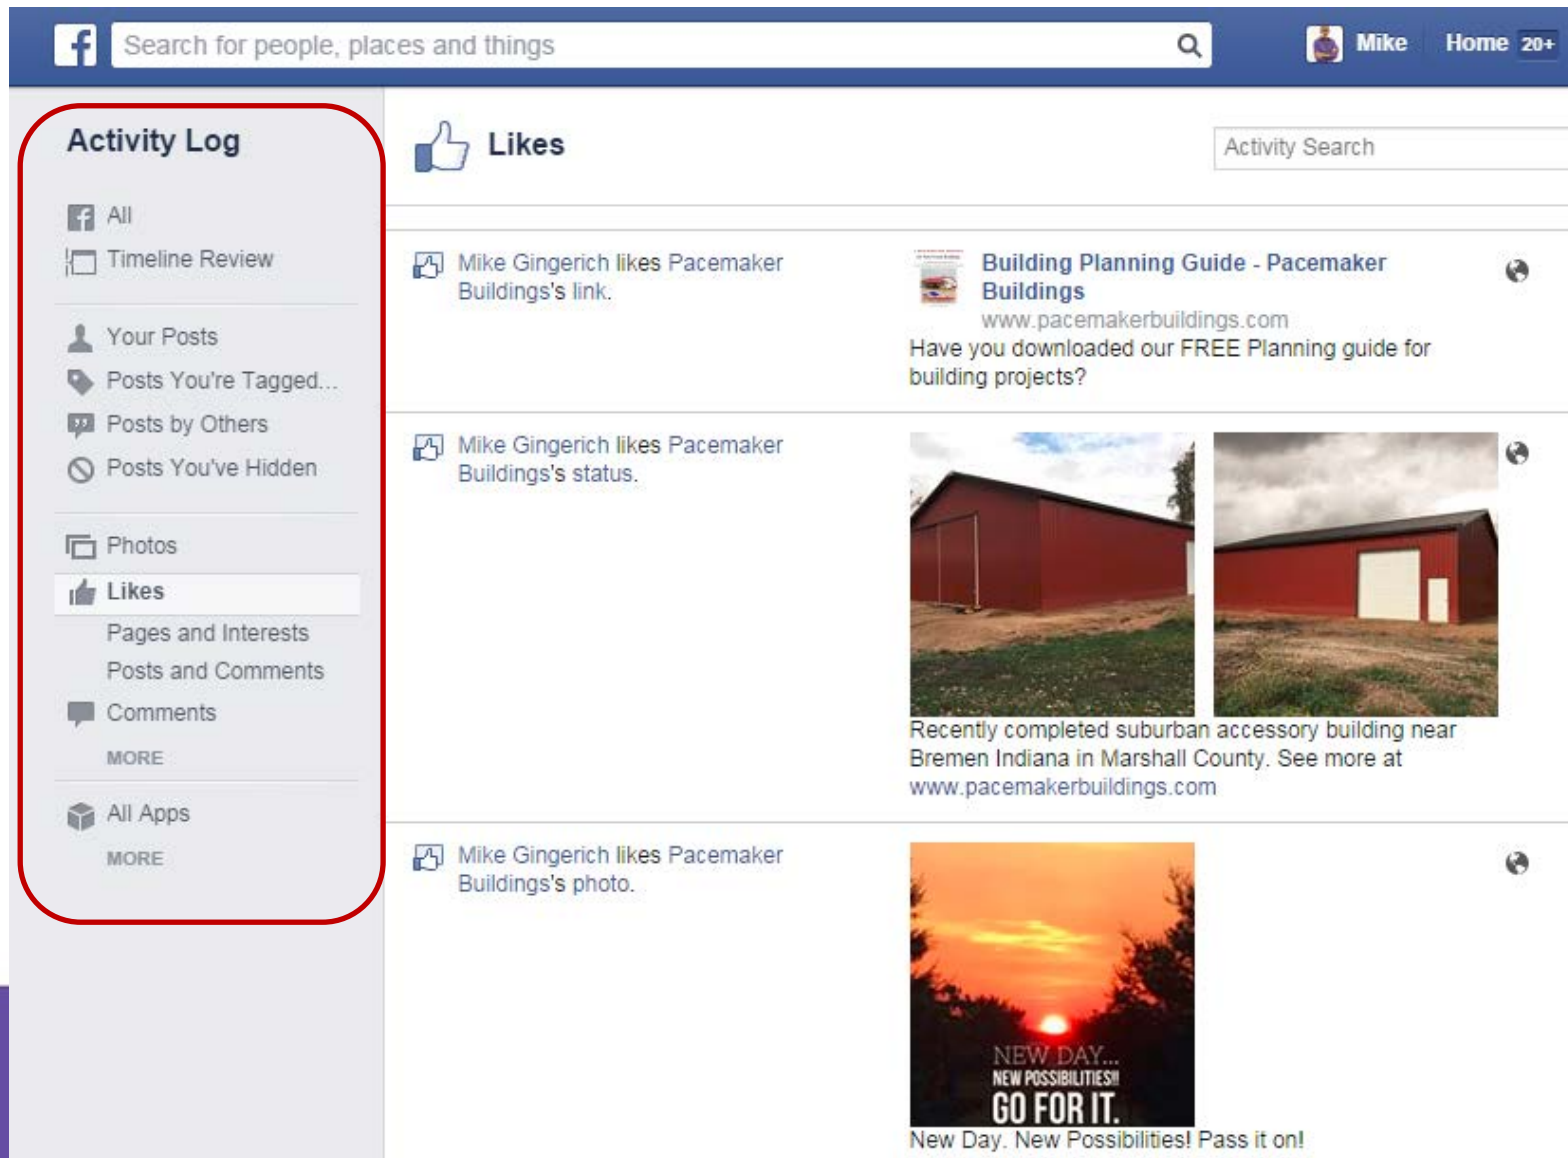 Search for people, places and things
Mike
Home 20+
Activity Log
All
Timeline Review
Your Posts
Posts You're Tagged...
Posts by Others
Posts You've Hidden
Photos
Likes
Pages and Interests
Posts and Comments
Comments
MORE
All Apps
MORE
Likes
Activity Search
Mike Gingerich likes Pacemaker
Buildings's link.
Building Planning Guide - Pacemaker
Buildings
www.pacemakerbuildings.com
Have you downloaded our FREE Planning guide for
building projects?
Mike Gingerich likes Pacemaker
Buildings's status.
Recently completed suburban accessory building near
Bremen Indiana in Marshall County. See more at
www.pacemakerbuildings.com
Mike Gingerich likes Pacemaker
Buildings's photo.
NEW DAY...
NEW POSSIBILITIES!!
GO FOR IT.
New Day. New Possibilities! Pass it on!